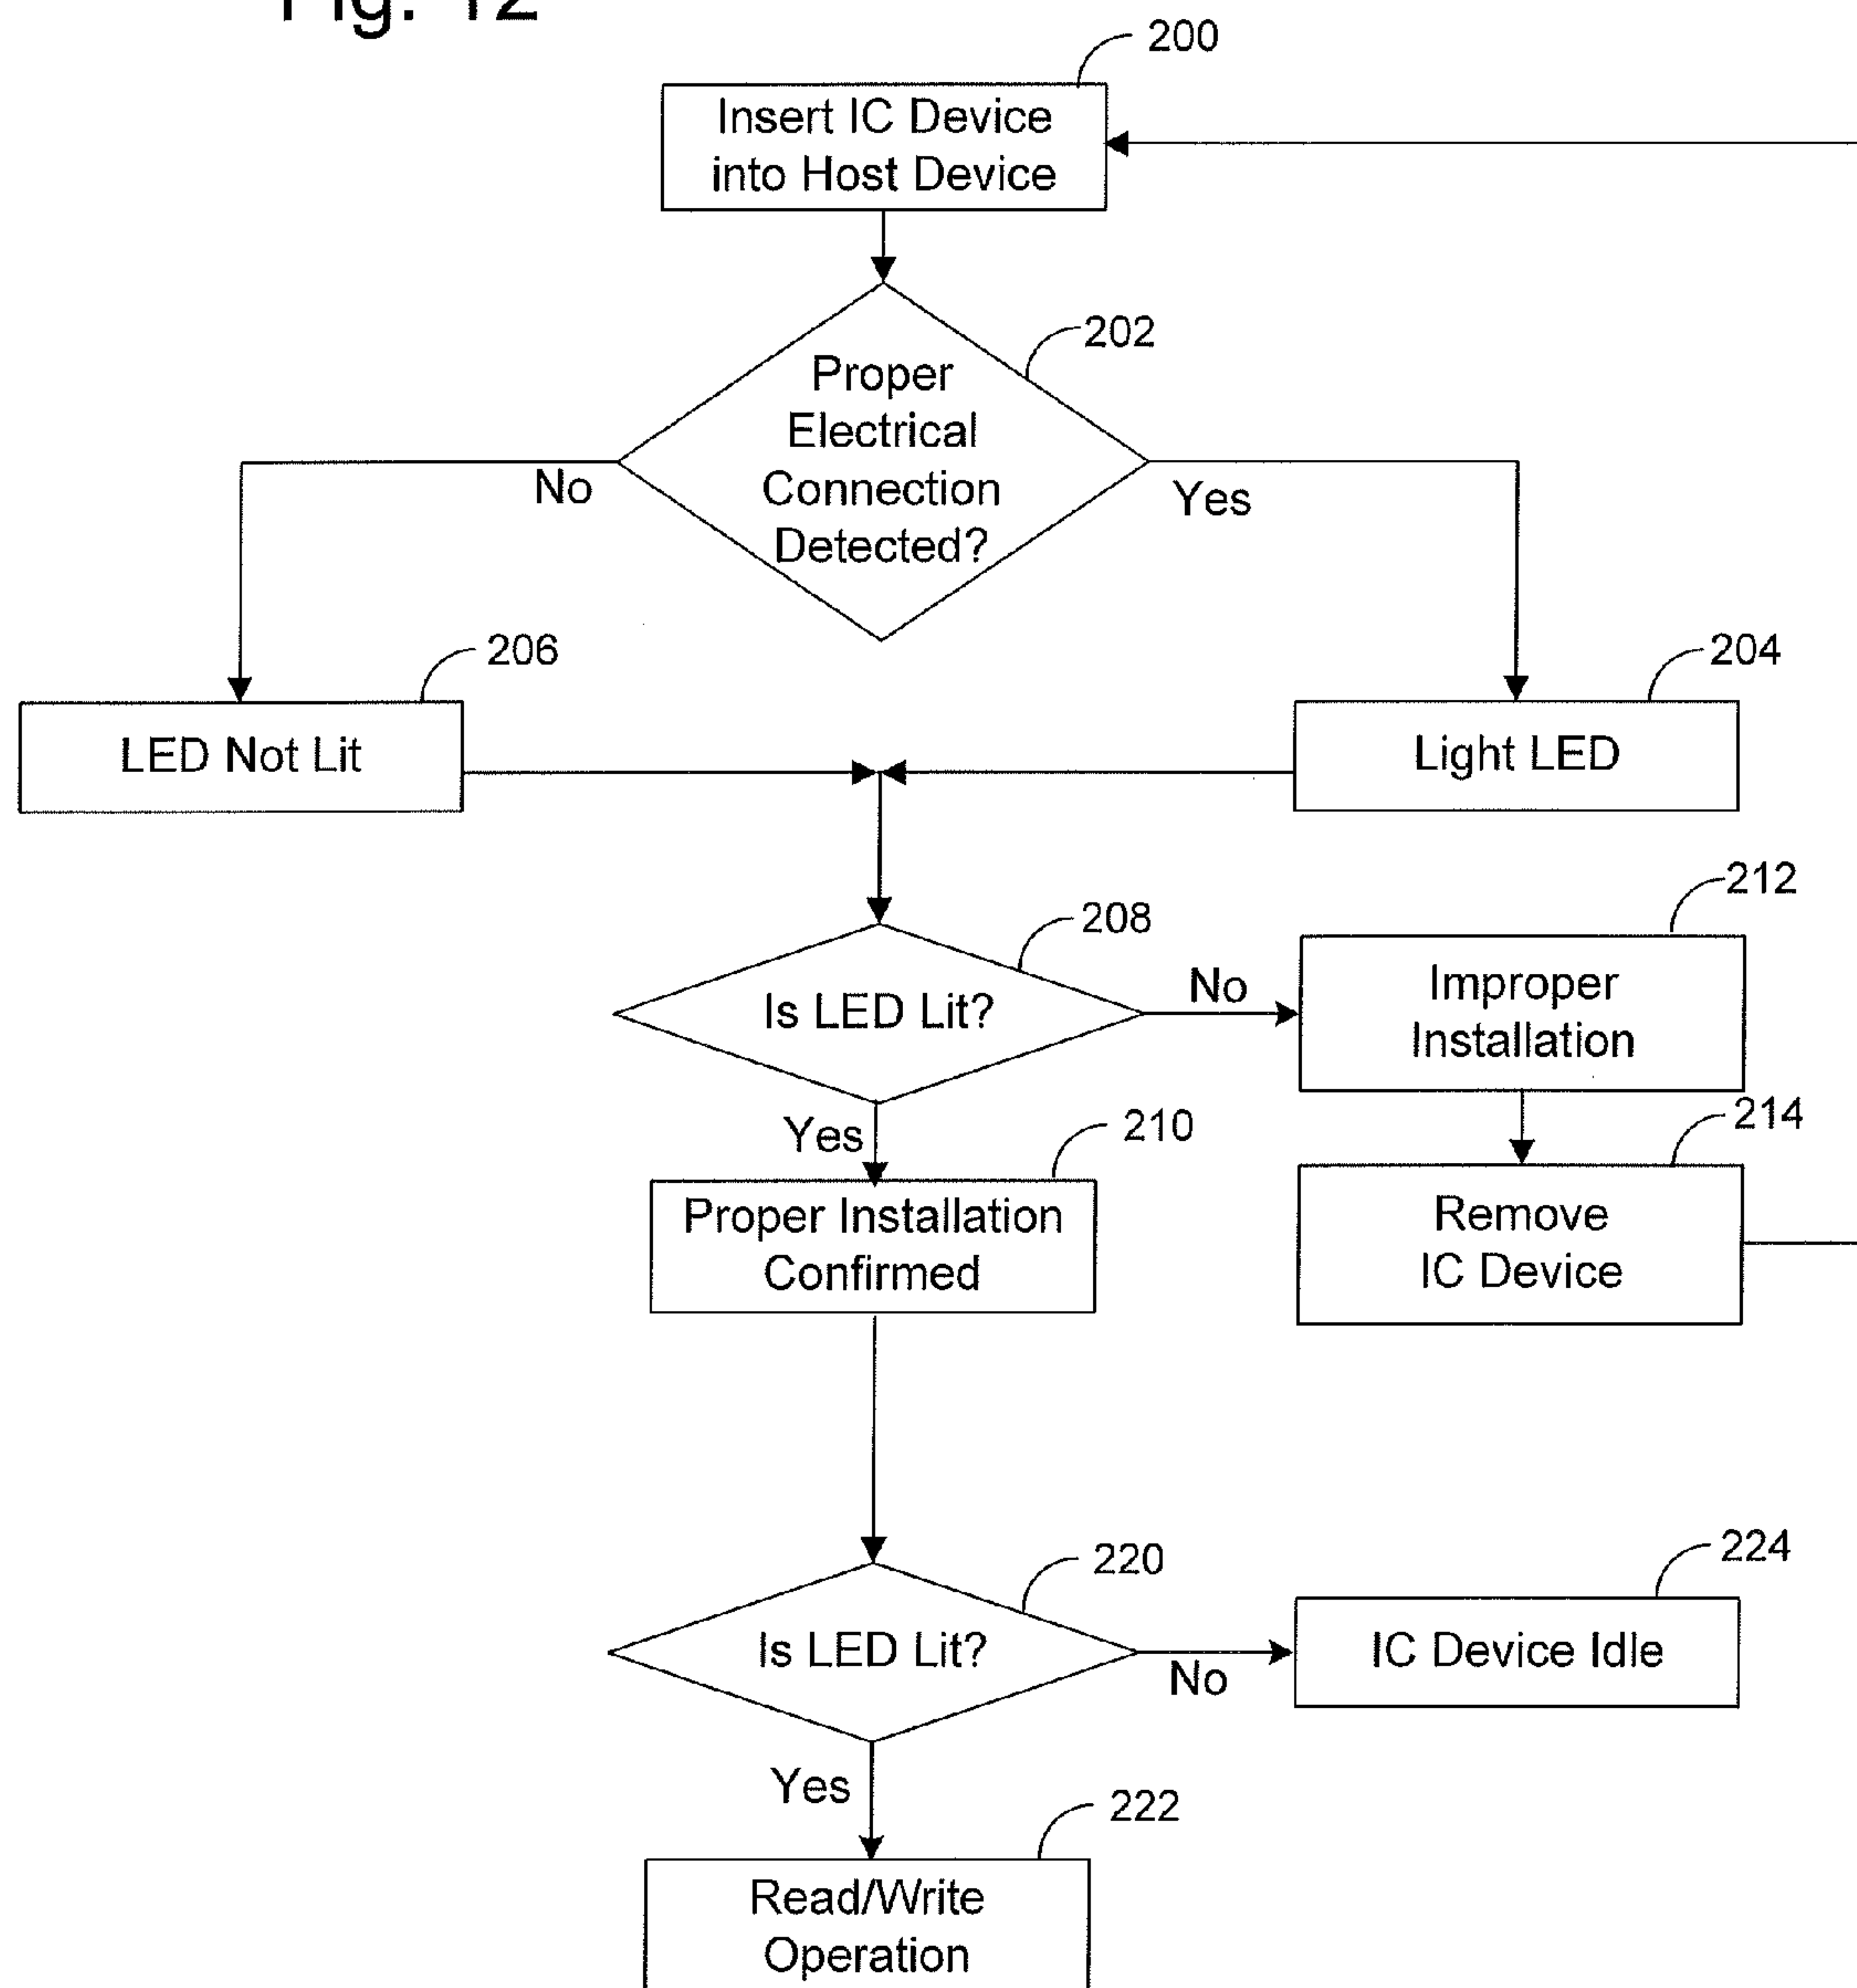 Fig. 12
200
Insert IC Device
into Host Device
202
Proper
Electrical
Connection
Detected?
No
Yes
206
204
LED Not Lit
Light LED
212
208
Is LED Lit?
No
Improper
Installation
Yes
210
214
Proper Installation
Confirmed
Remove
IC Device
220
224
Is LED Lit?
No
IC Device Idle
Yes
222
Read/Write
Operation